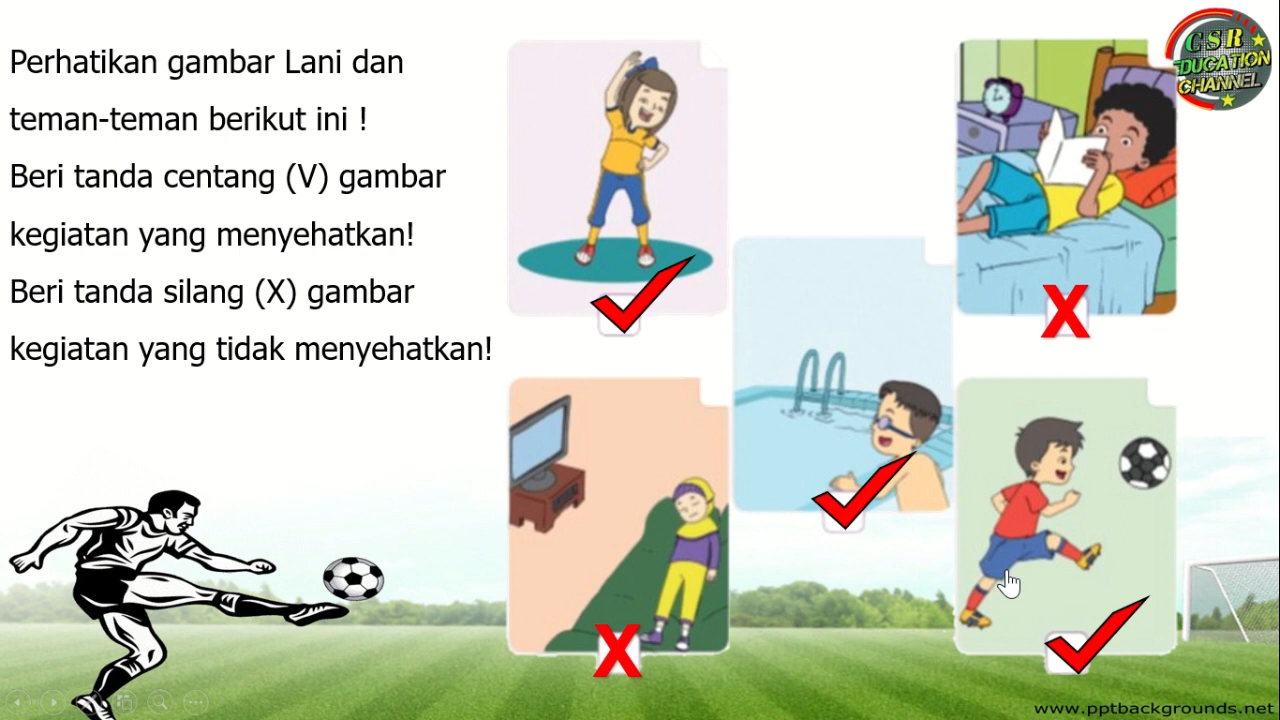 Perhatikan gambar Lani dan
teman-teman berikut ini !
Beri tanda centang (V) gambar
kegiatan yang menyehatkan!
Beri tanda silang (X) gambar
kegiatan yang tidak menyehatkan!
CSR
EDUCATION
CHANNEL
X
X
www.pptbackgrounds.net